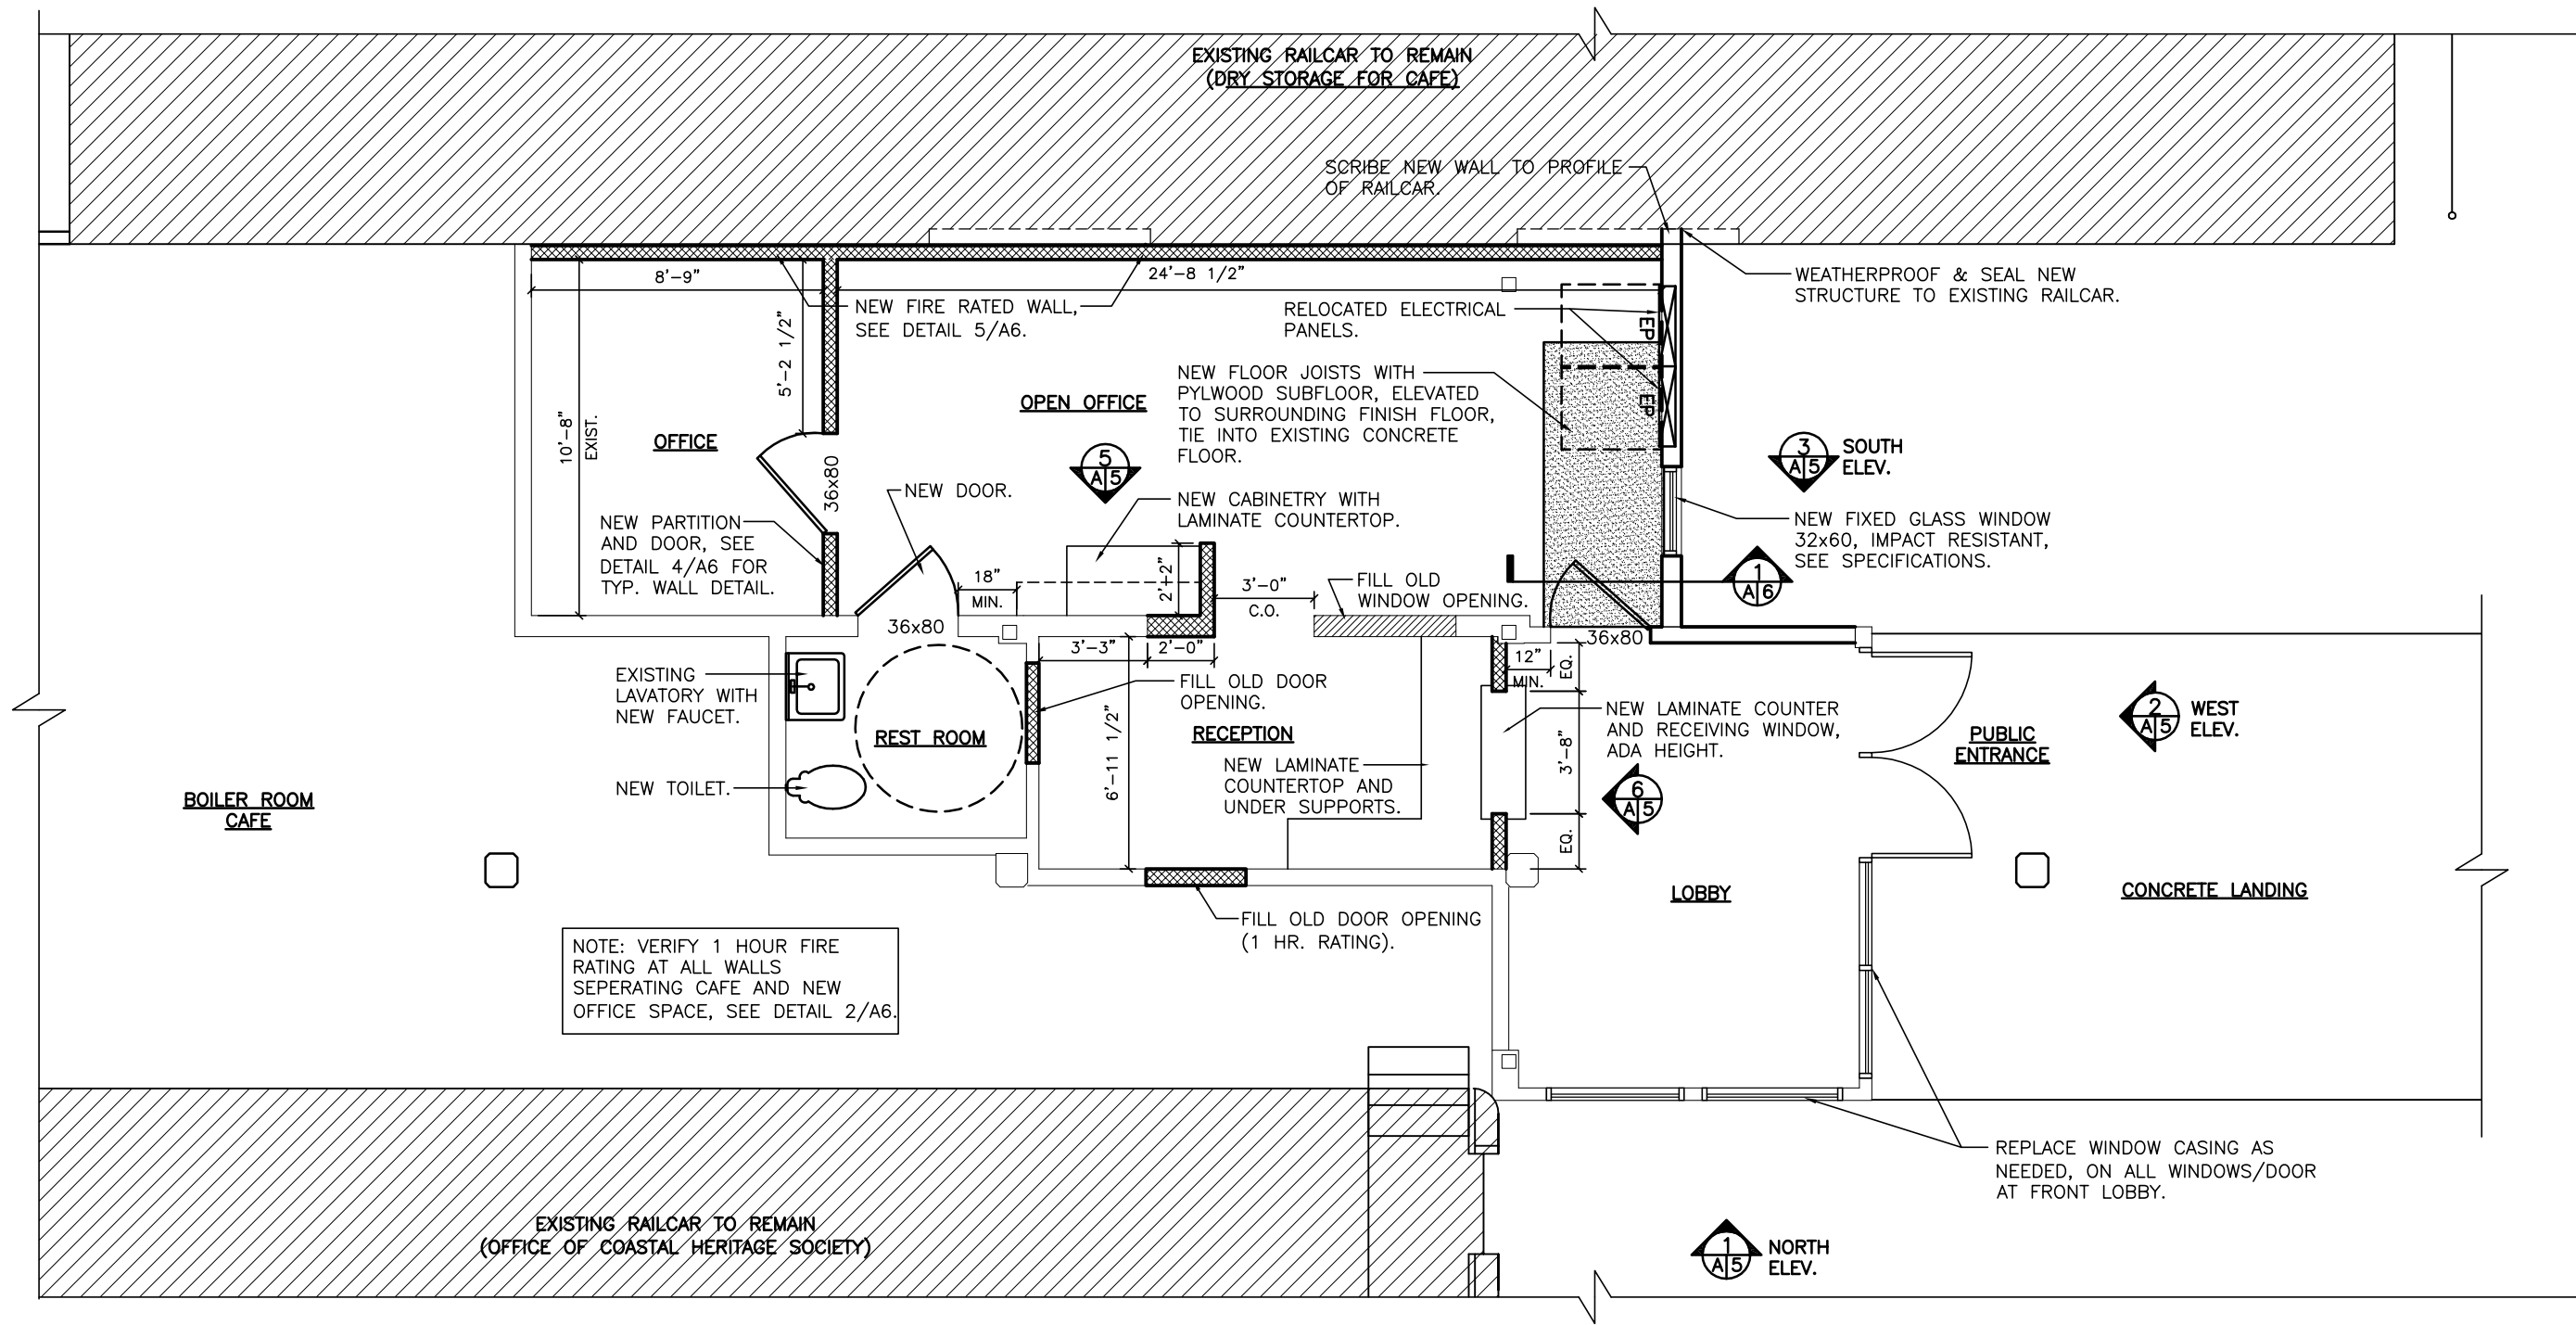 EXISTING RAILCAR TO REMAIN
(DRY STORAGE FOR CAFE)
SCRIBE NEW WALL TO PROFILE
OF RAILCAR.
WEATHERPROOF & SEAL NEW
STRUCTURE TO EXISTING RAILCAR.
8'-9"
24'-8 1/2"
NEW FIRE RATED WALL,
SEE DETAIL 5/A6.
5'-2 1/2"
10'-8"
EXIST.
RELOCATED ELECTRICAL
PANELS.
EP
EP
NEW FLOOR JOISTS WITH
PYLWOOD SUBFLOOR, ELEVATED
TO SURROUNDING FINISH FLOOR,
TIE INTO EXISTING CONCRETE
FLOOR.
OPEN OFFICE
OFFICE
5
A 5
3
A 5
SOUTH
ELEV.
36x80
NEW DOOR.
NEW CABINETRY WITH
LAMINATE COUNTERTOP.
NEW PARTITION
AND DOOR, SEE
DETAIL 4/A6 FOR
TYP. WALL DETAIL.
NEW FIXED GLASS WINDOW
32x60, IMPACT RESISTANT,
SEE SPECIFICATIONS.
18"
MIN.
2'-2"
3'-0"
C.O.
FILL OLD
WINDOW OPENING.
1
A 6
36x80
36x80
3'-3"
2'-0"
12"
MIN.
EQ.
EXISTING
LAVATORY WITH
NEW FAUCET.
FILL OLD DOOR
OPENING.
6'-11 1/2"
REST ROOM
RECEPTION
NEW LAMINATE COUNTER
AND RECEIVING WINDOW,
ADA HEIGHT.
3'-8"
PUBLIC
ENTRANCE
2
A 5
WEST
ELEV.
NEW TOILET.
NEW LAMINATE
COUNTERTOP AND
UNDER SUPPORTS.
6
A 5
EQ.
BOILER ROOM
CAFE
LOBBY
CONCRETE LANDING
FILL OLD DOOR OPENING
(1 HR. RATING).
NOTE: VERIFY 1 HOUR FIRE
RATING AT ALL WALLS
SEPERATING CAFE AND NEW
OFFICE SPACE, SEE DETAIL 2/A6.
REPLACE WINDOW CASING AS
NEEDED, ON ALL WINDOWS/DOOR
AT FRONT LOBBY.
EXISTING RAILCAR TO REMAIN
(OFFICE OF COASTAL HERITAGE SOCIETY)
1
A 5
NORTH
ELEV.